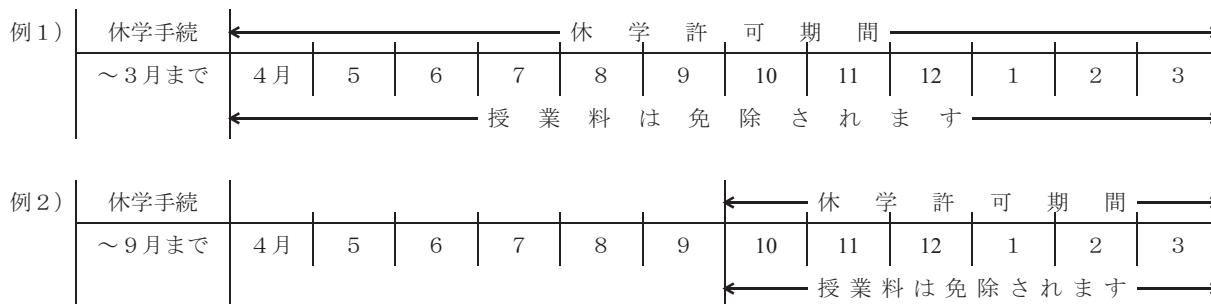 例1) 休学手続 休学許可期間
～3月まで 4月 5 6 7 8 9 10 11 12 1 2 3
授業料は免除されます
例2) 休学手続 休学許可期間
～9月まで 4月 5 6 7 8 9 10 11 12 1 2 3
授業料は免除されます